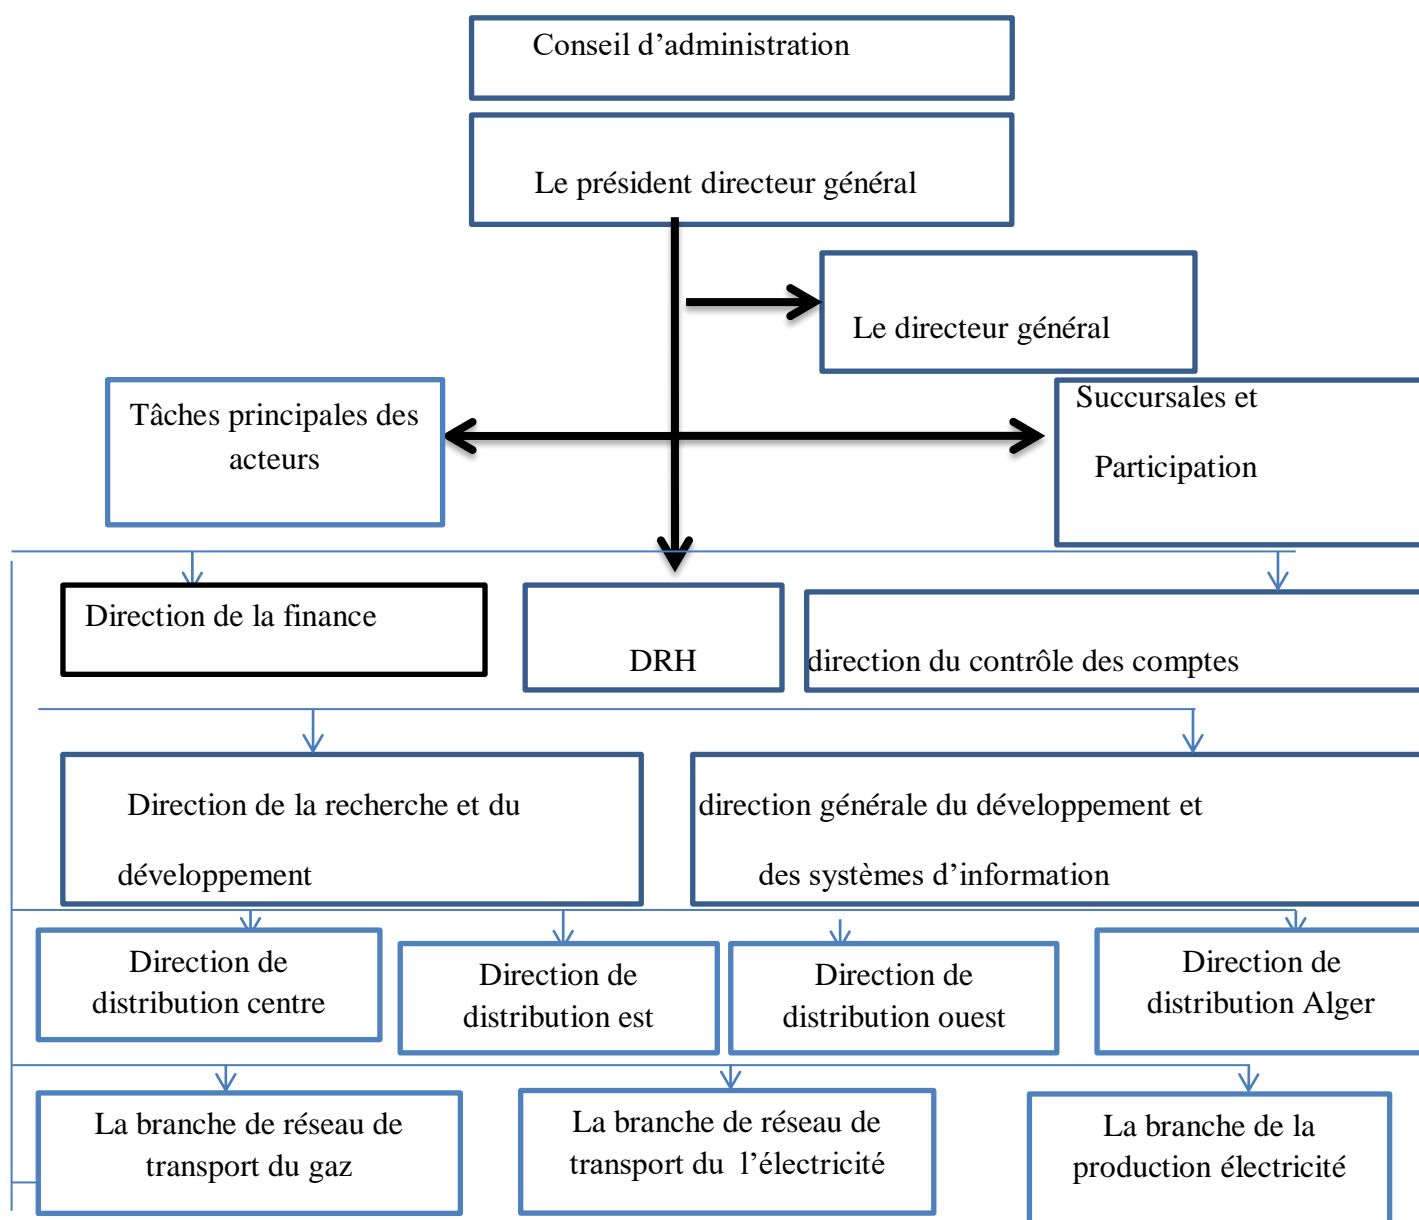 Conseil d’administration
Le président directeur général
Le directeur général
Tâches principales des
acteurs
Succursales et
Participation
Direction de la finance
DRH
direction du contrôle des comptes
Direction de la recherche et du
développement
direction générale du développement et
des systèmes d’information
Direction de
distribution centre
Direction de
distribution est
Direction de
distribution ouest
Direction de
distribution Alger
La branche de réseau de
transport du gaz
La branche de réseau de
transport du l’électricité
La branche de la
production électricité